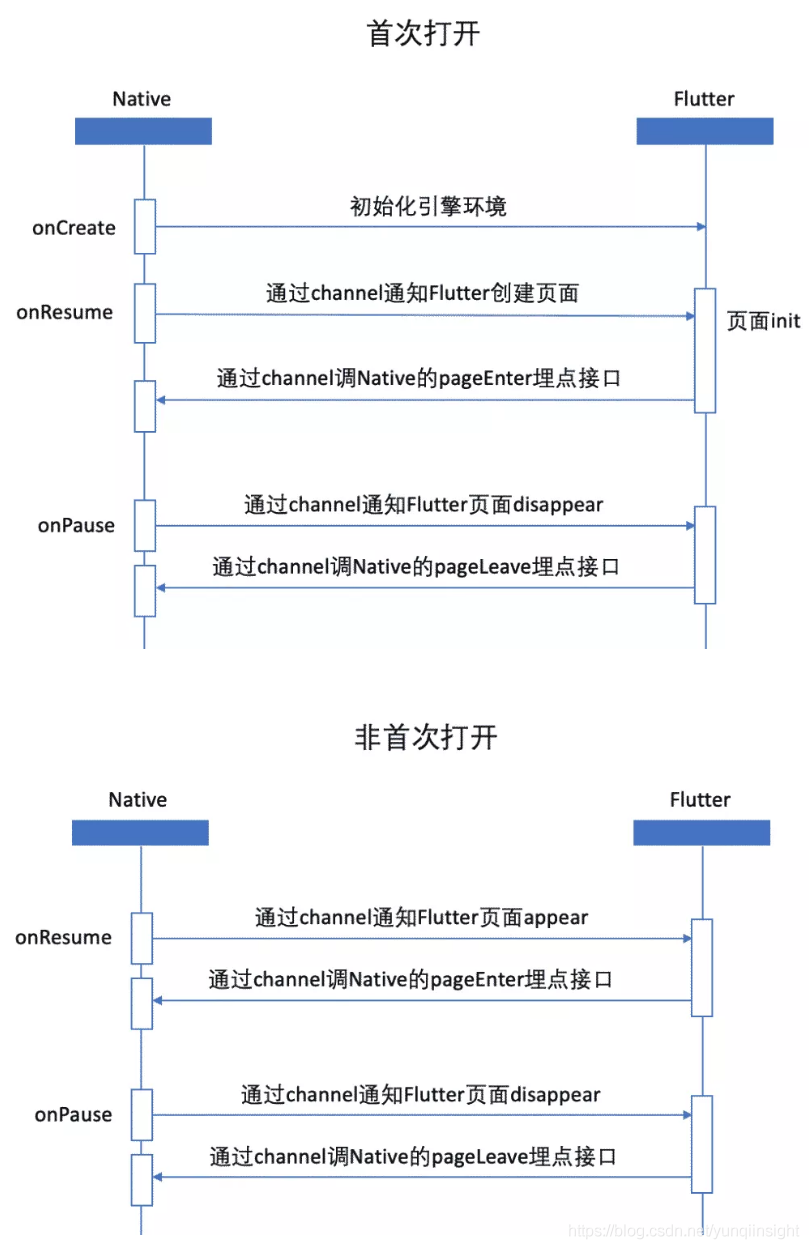 首次打开
Native
Flutter
初始化引擎环境
onCreate
通过channel通知Flutter创建页面
onResume
页面init
通过channel调Native的pageEnter埋点接口
通过channel通知Flutter页面disappear
onPause
通过channel调Native的pageLeave埋点接口
非首次打开
Native
Flutter
通过channel通知Flutter页面appear
onResume
通过channel调Native的pageEnter埋点接口
通过channel通知Flutter页面disappear
onPause
通过channel调Native的pageLeave埋点接口
https://blog.csdn.net/yunqiinsight